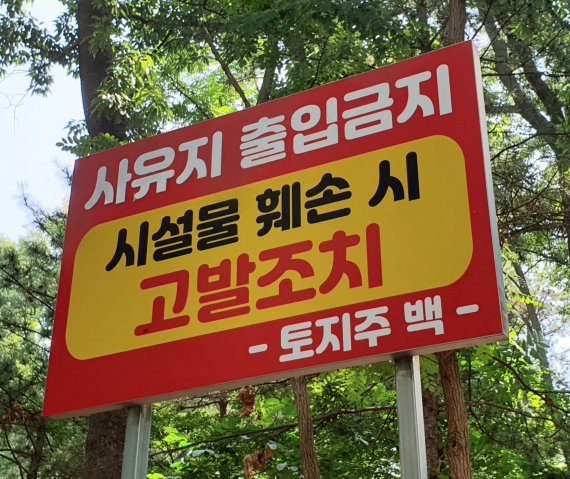 사유지 출입금지
시설물 훼손 시
고발조치
- 토지주 백 -